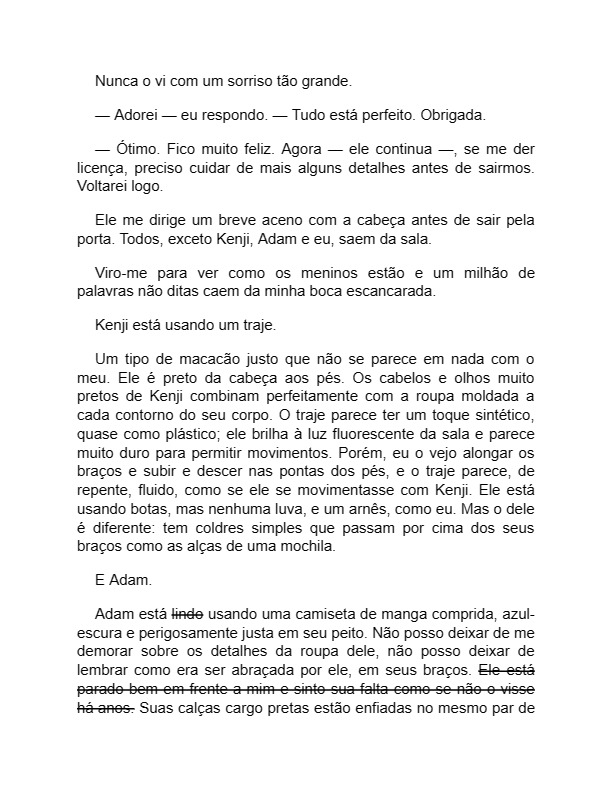 Nunca o vi com um sorriso tão grande.
— Adorei — eu respondo. — Tudo está perfeito. Obrigada.
— Ótimo. Fico muito feliz. Agora — ele continua —, se me der
licença, preciso cuidar de mais alguns detalhes antes de sairmos.
Voltarei logo.
Ele me dirige um breve aceno com a cabeça antes de sair pela
porta. Todos, exceto Kenji, Adam e eu, saem da sala.
Viro-me para ver como os meninos estão e um milhão de
palavras não ditas caem da minha boca escancarada.
Kenji está usando um traje.
Um tipo de macacão justo que não se parece em nada com o
meu. Ele é preto da cabeça aos pés. Os cabelos e olhos muito
pretos de Kenji combinam perfeitamente com a roupa moldada a
cada contorno do seu corpo. O traje parece ter um toque sintético,
quase como plástico; ele brilha à luz fluorescente da sala e parece
muito duro para permitir movimentos. Porém, eu o vejo alongar os
braços e subir e descer nas pontas dos pés, e o traje parece, de
repente, fluido, como se ele se movimentasse com Kenji. Ele está
usando botas, mas nenhuma luva, e um arnês, como eu. Mas o dele
é diferente: tem coldres simples que passam por cima dos seus
braços como as alças de uma mochila.
E Adam.
Adam está lindo usando uma camiseta de manga comprida, azul-
escura e perigosamente justa em seu peito. Não posso deixar de me
demorar sobre os detalhes da roupa dele, não posso deixar de
lembrar como era ser abraçada por ele, em seus braços. Ele está
parado bem em frente a mim e sinto sua falta como se não o visse
há anos. Suas calças cargo pretas estão enfiadas no mesmo par de